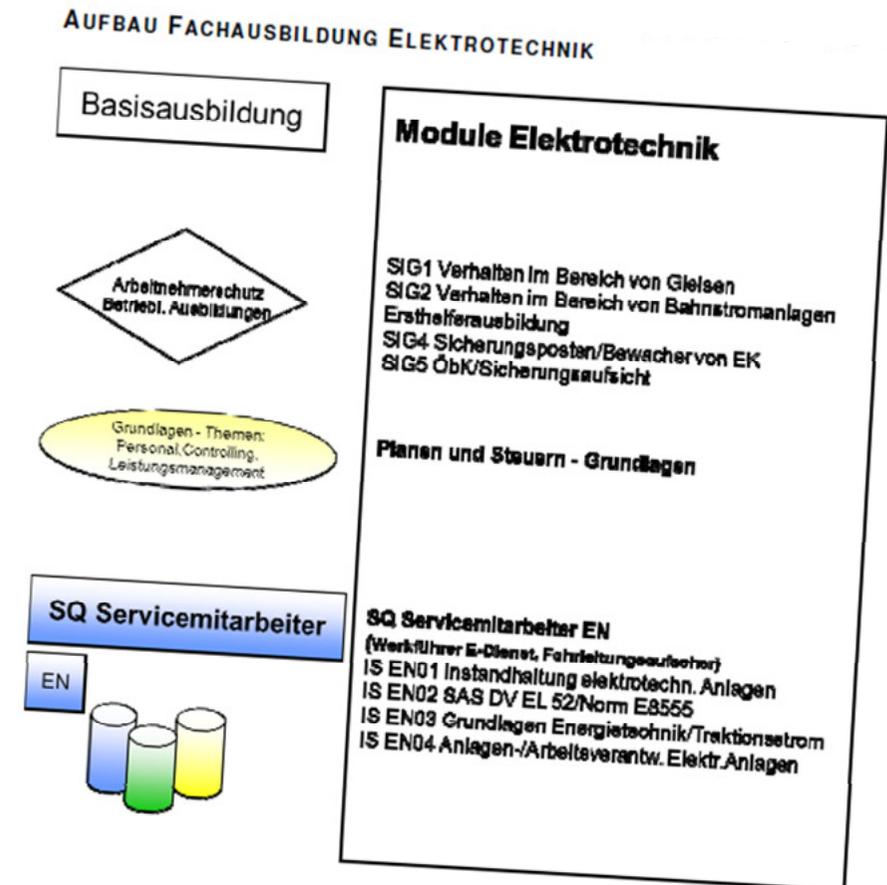 AUFBAU FACHAUSBILDUNG ELEKTROTECHNIK
Basisausbildung
Module Elektrotechnik
Arbeitnehmerschutz
Betriebl. Ausbildungen
SIG1 Verhalten im Bereich von Gleisen
SIG2 Verhalten im Bereich von Bahnstromanlagen
Ersthelferausbildung
SIG4 Sicherungsposten/Bewacher von EK
SIG5 ÖbK/Sicherungsaufsicht
Grundlagen - Themen:
Personal,Controlling,
Leistungsmanagement
Planen und Steuern - Grundlagen
SQ Servicemitarbeiter
EN
SQ Servicemitarbeiter EN
(Werkführer E-Dienst, Fahrleitungsaufseher)
IS EN01 Instandhaltung elektrotechn. Anlagen
IS EN02 SAS DV EL 52/Norm E8555
IS EN03 Grundlagen Energietechnik/Traktionsstrom
IS EN04 Anlagen-/Arbeitsverantw. Elektr.Anlagen